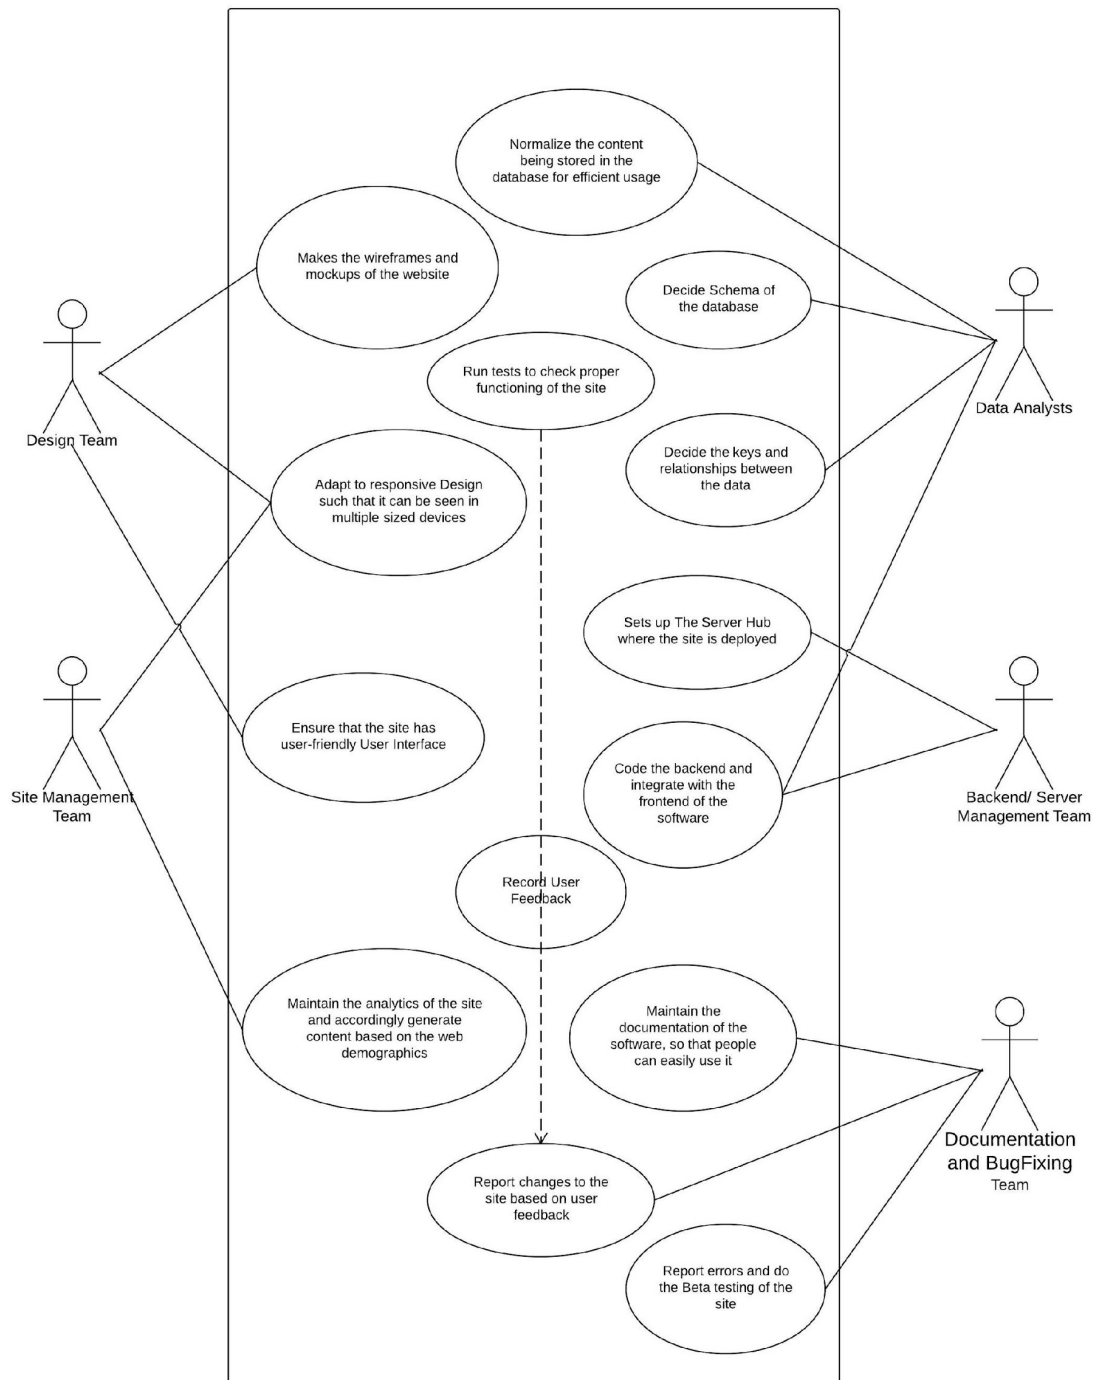 Normalize the content
being stored in the
database for efficient usage
Makes the wireframes and
mockups of the website
Decide Schema of
the database
Run tests to check proper
functioning of the site
Design Team
Data Analysts
Decide the keys and
relationships between
the data
Adapt to responsive Design
such that it can be seen in
multiple sized devices
Sets up The Server Hub
where the site is deployed
Ensure that the site has
user-friendly User Interface
Site Management
Team
Code the backend and
integrate with the
frontend of the
software
Backend/ Server
Management Team
Record User
Feedback
Maintain the analytics of the site
and accordingly generate
content based on the web
demographics
Maintain the
documentation of the
software, so that people
can easily use it
Documentation
and BugFixing
Team
Report changes to the
site based on user
feedback
Report errors and do
the Beta testing of the
site